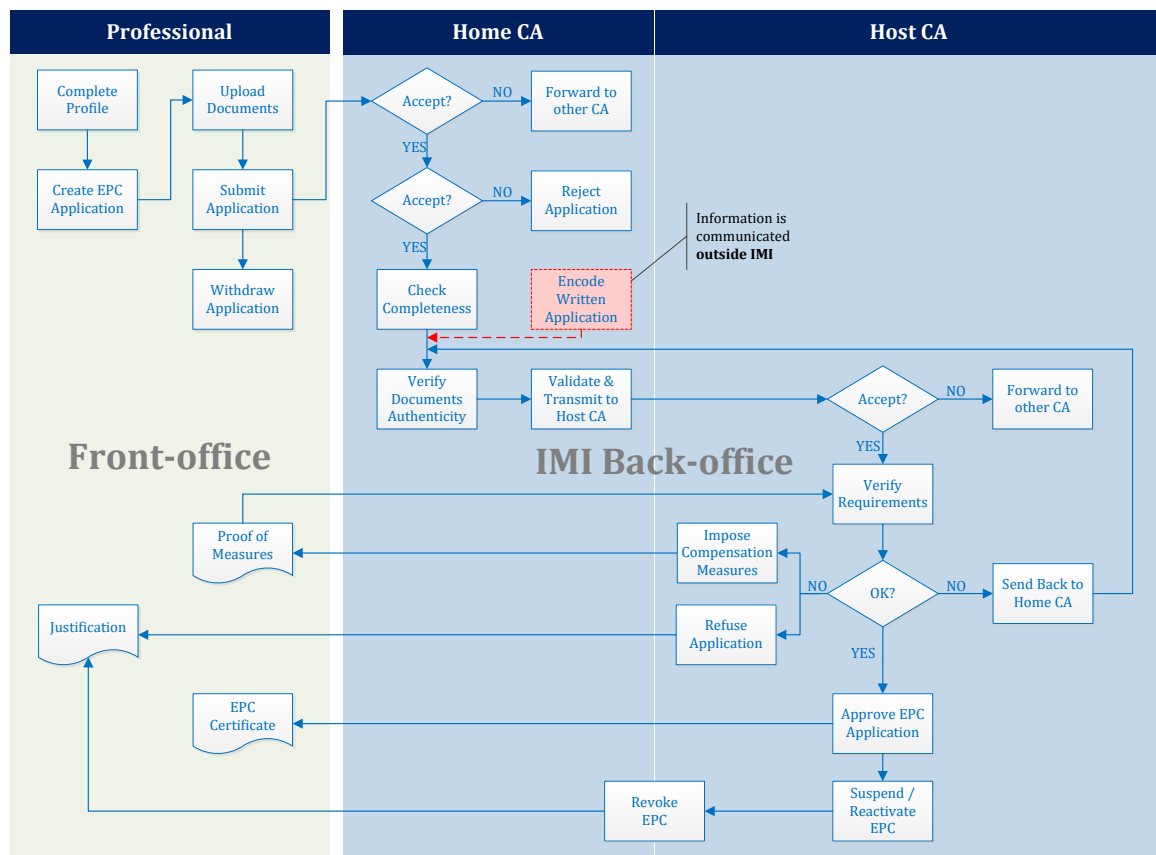 Professional
Home CA
Host CA
Complete
Profile
Upload
Documents
Accept?
NO
Forward to
other CA
YES
Create EPC
Application
Submit
Application
Accept?
NO
Reject
Application
Information is
communicated
outside IMI
YES
Withdraw
Application
Check
Completeness
Encode
Written
Application
Verify
Documents
Authenticity
Validate &
Transmit to
Host CA
Accept?
NO
Forward to
other CA
YES
Front-office
IMI Back-office
Verify
Requirements
Proof of
Measures
Impose
Compensation
Measures
NO
OK?
NO
Send Back to
Home CA
Justification
Refuse
Application
YES
EPC
Certificate
Approve EPC
Application
Revoke
EPC
Suspend /
Reactivate
EPC